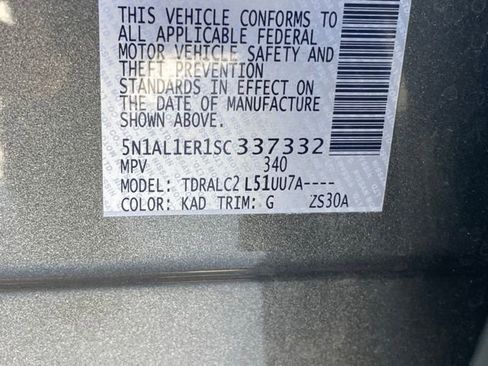 THIS VEHICLE CONFORMS TO
ALL APPLICABLE FEDERAL
MOTOR VEHICLE SAFETY AND
THEFT PREVENTION
STANDARDS IN EFFECT ON
THE DATE OF MANUFACTURE
SHOWN ABOVE.
5N1AL1ER1SC337332
MPV 340
MODEL: TDRALC2 L51UU7A----
COLOR: KAD TRIM: G ZS30A